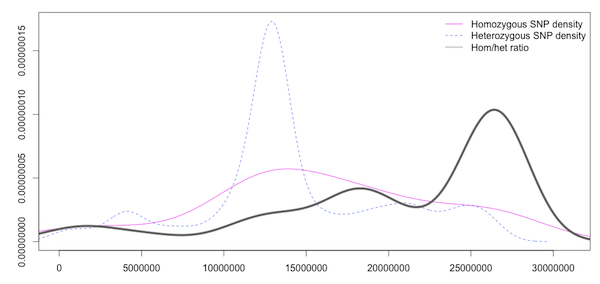 Homozygous SNP density
Heterozygous SNP density
Hom/het ratio
0.00000015
0.00000010
0.00000005
0.00000000
0 5000000 10000000 15000000 20000000 25000000 30000000